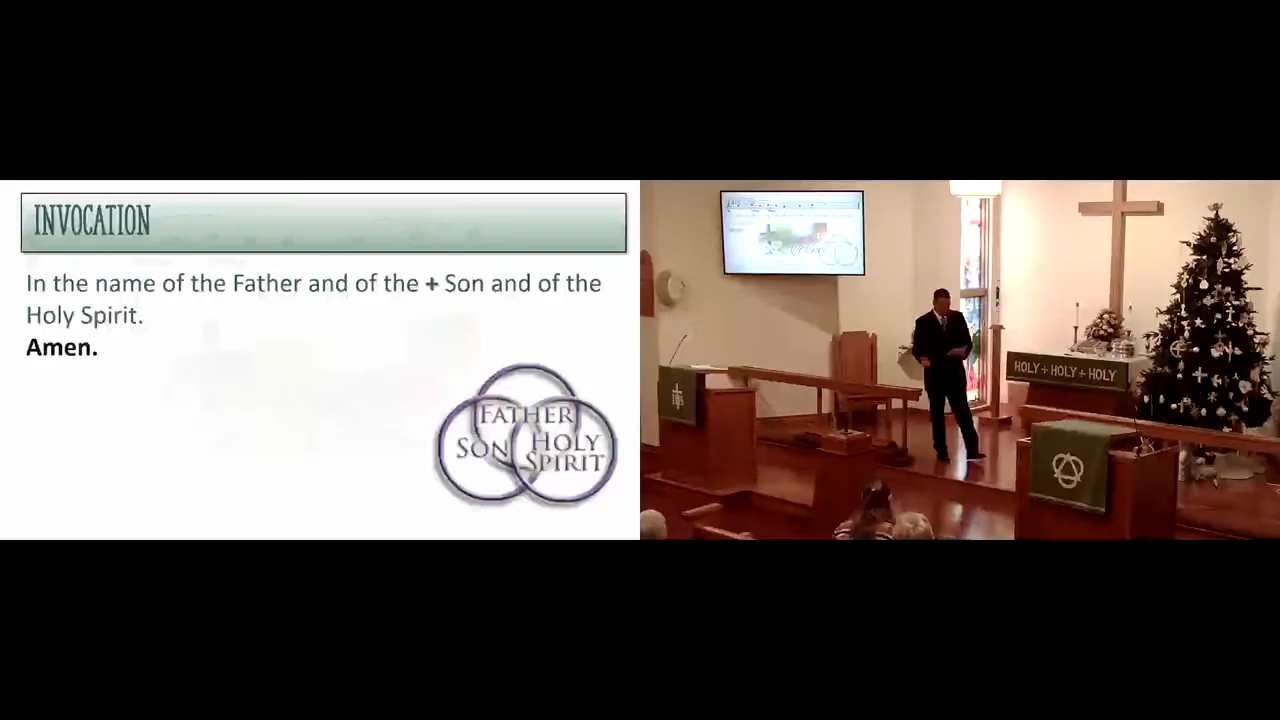 INVOCATION
In the name of the Father and of the + Son and of the
Holy Spirit.
Amen.
FATHER
SON
HOLY
SPIRIT
HOLY + HOLY + HOLY